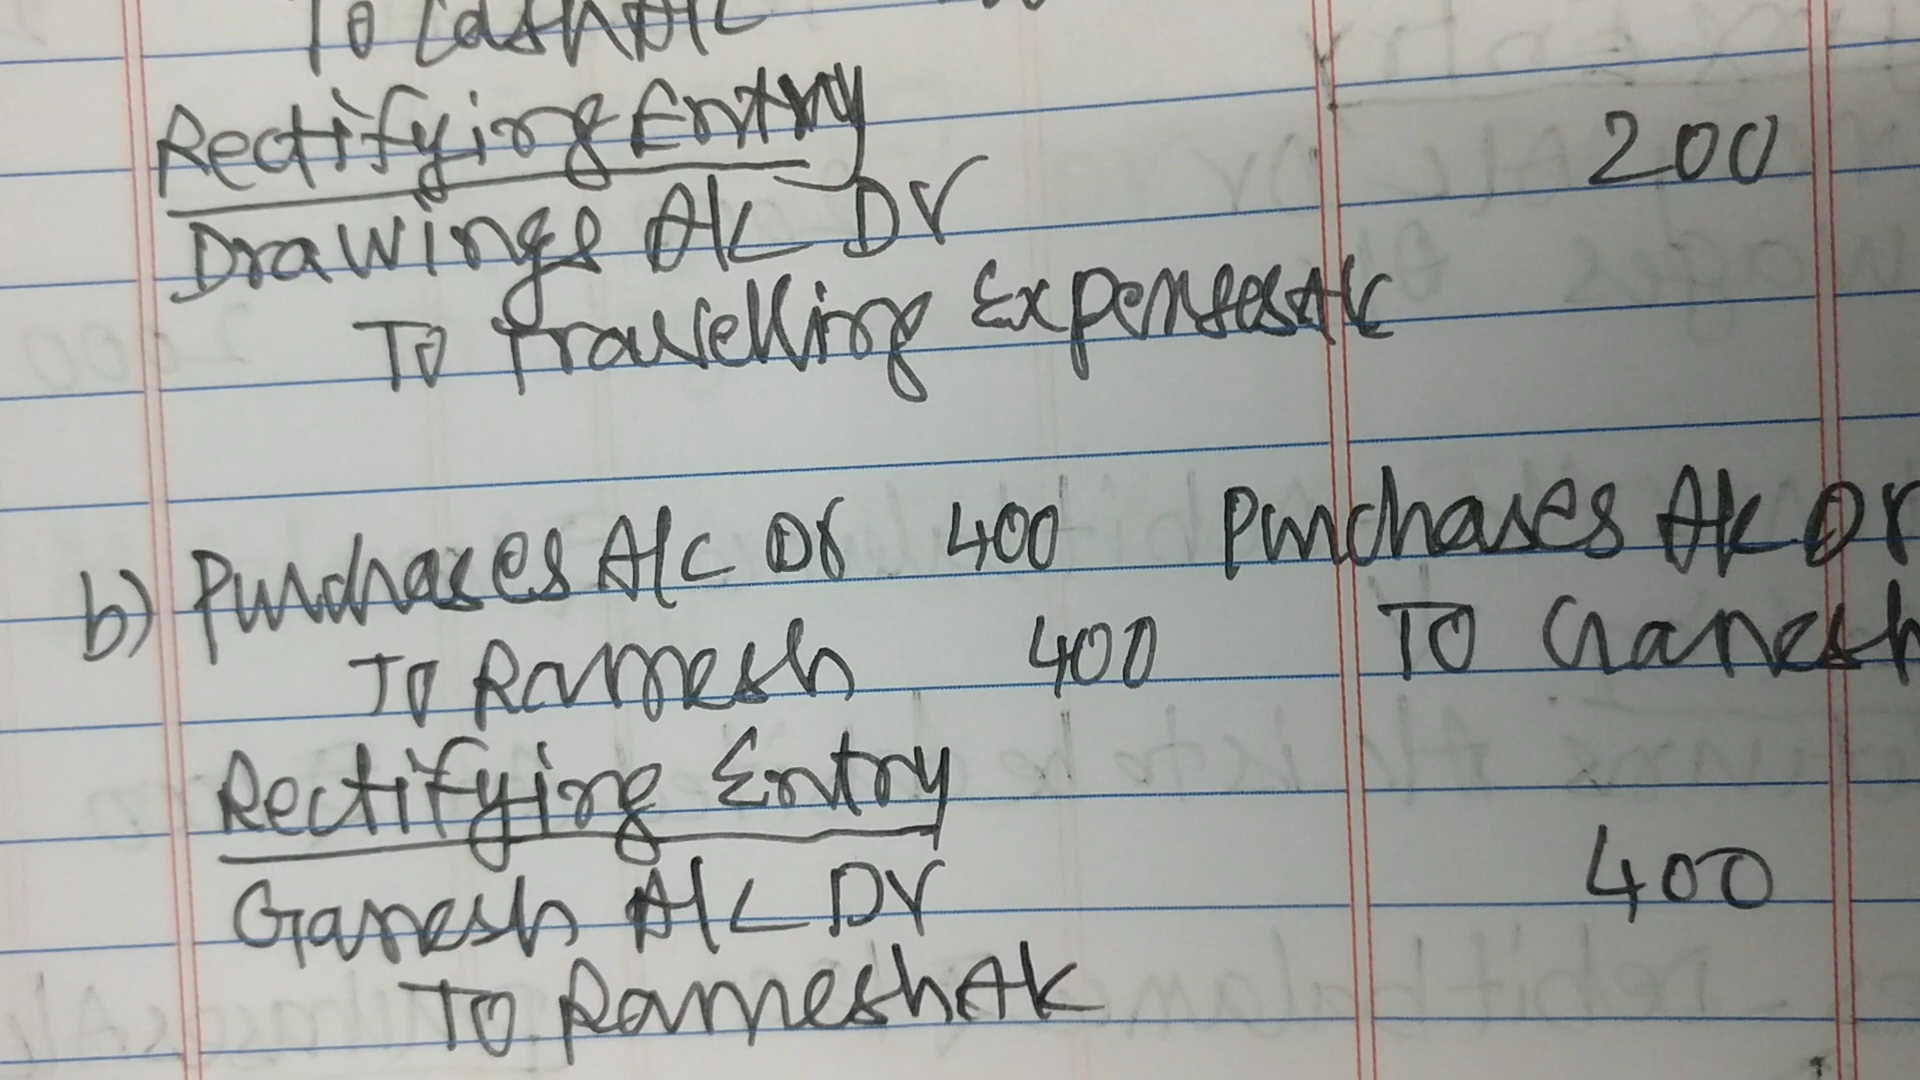 To Cash A/c
Rectifying Entry
Drawings A/c Dr 200
To Travelling Expenses A/c
b) Purchases A/c Dr 400 Purchases A/c Dr
To Ramesh 400 To Ganesh
Rectifying Entry
Ganesh A/c Dr 400
To Ramesh A/c